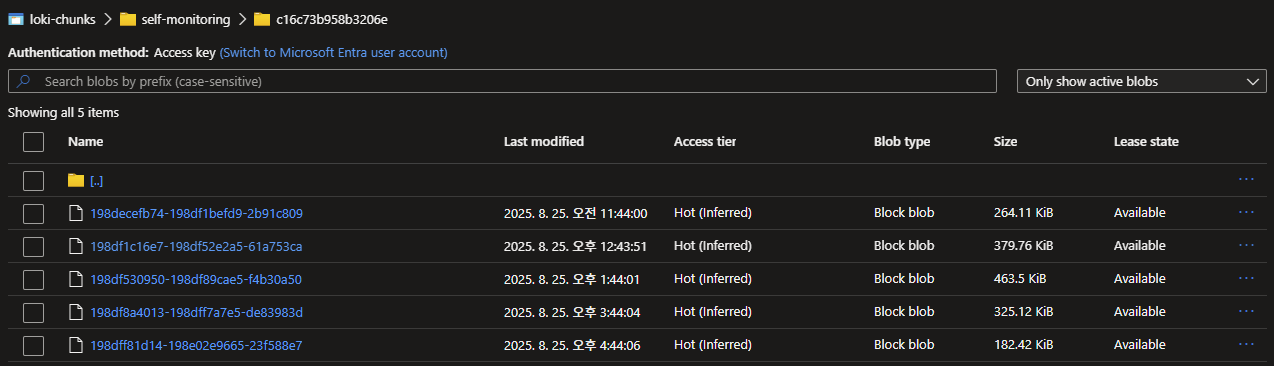 loki-chunks > self-monitoring > c16c73b958b3206e
Authentication method: Access key (Switch to Microsoft Entra user account)
Search blobs by prefix (case-sensitive) Only show active blobs
Showing all 5 items
Name Last modified Access tier Blob type Size Lease state
[..] ...
198decefb74-198df1befd9-2b91c809 2025. 8. 25. 오전 11:44:00 Hot (Inferred) Block blob 264.11 KiB Available ...
198df1c16e7-198df52e2a5-61a753ca 2025. 8. 25. 오후 12:43:51 Hot (Inferred) Block blob 379.76 KiB Available ...
198df530950-198df89cae5-f4b30a50 2025. 8. 25. 오후 1:44:01 Hot (Inferred) Block blob 463.5 KiB Available ...
198df8a4013-198dff7a7e5-de83983d 2025. 8. 25. 오후 3:44:04 Hot (Inferred) Block blob 325.12 KiB Available ...
198dff81d14-198e02e9665-23f588e7 2025. 8. 25. 오후 4:44:06 Hot (Inferred) Block blob 182.42 KiB Available ...